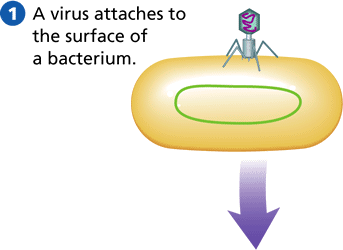 1 A virus attaches to
the surface of
a bacterium.